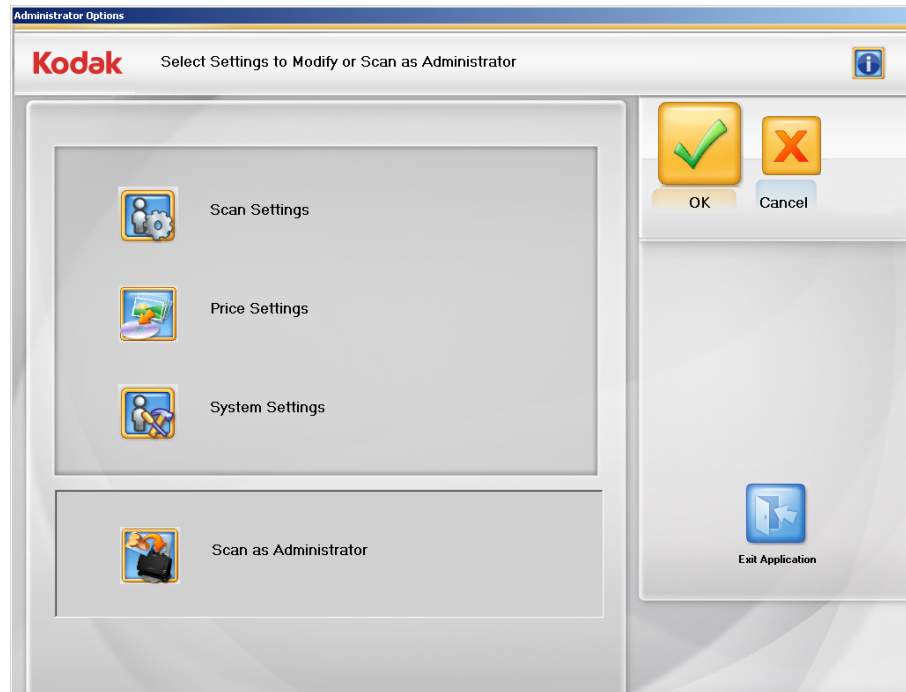 Administrator Options
Kodak
Select Settings to Modify or Scan as Administrator
OK
Cancel
Scan Settings
Price Settings
System Settings
Scan as Administrator
Exit Application